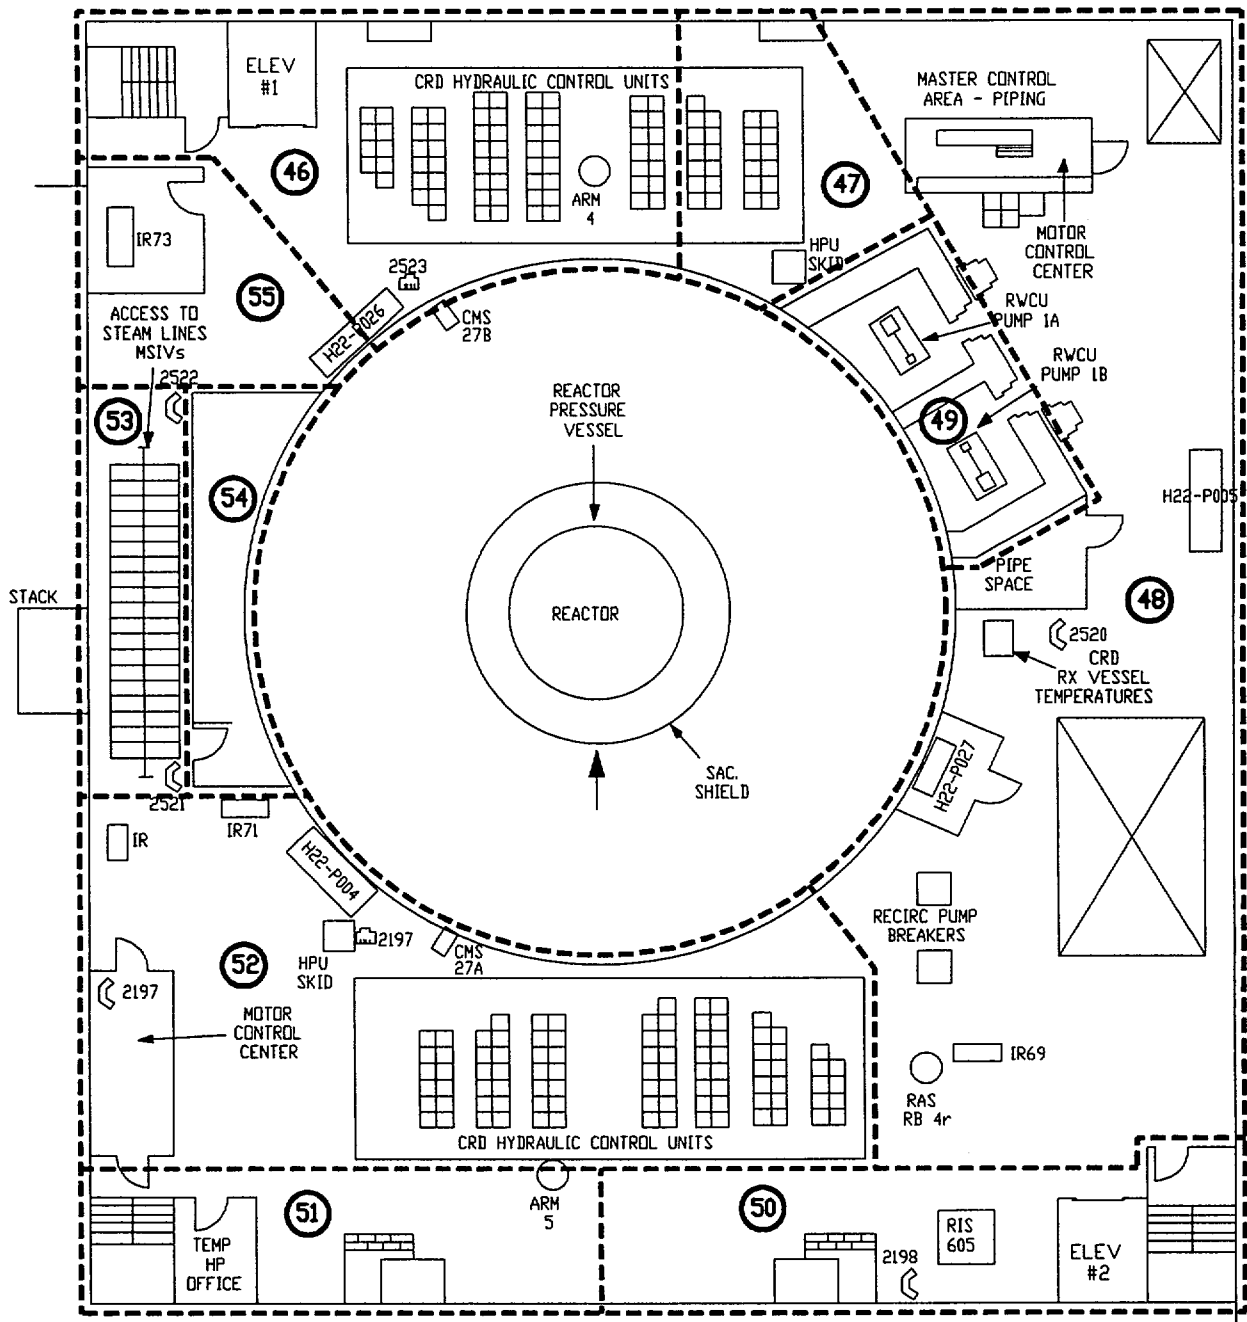 ELEV
#1
CRD HYDRAULIC CONTROL UNITS
MASTER CONTROL
AREA - PIPING
46
ARM
4
47
MOTOR
CONTROL
CENTER
IR73
2523
HPU
SKID
55
H22-P026
CMS
27B
RWCU
PUMP 1A
ACCESS TO
STEAM LINES
MSIVs
2522
RWCU
PUMP 1B
53
REACTOR
PRESSURE
VESSEL
49
54
H22-P005
PIPE
SPACE
STACK
REACTOR
48
2520
CRD
RX VESSEL
TEMPERATURES
SAC.
SHIELD
H22-P027
2521
IR71
IR
H22-P004
RECIRC PUMP
BREAKERS
2197
CMS
27A
HPU
SKID
52
2197
MOTOR
CONTROL
CENTER
IR69
RAS
RB 4r
CRD HYDRAULIC CONTROL UNITS
51
ARM
5
50
TEMP
HP
OFFICE
RIS
605
2198
ELEV
#2